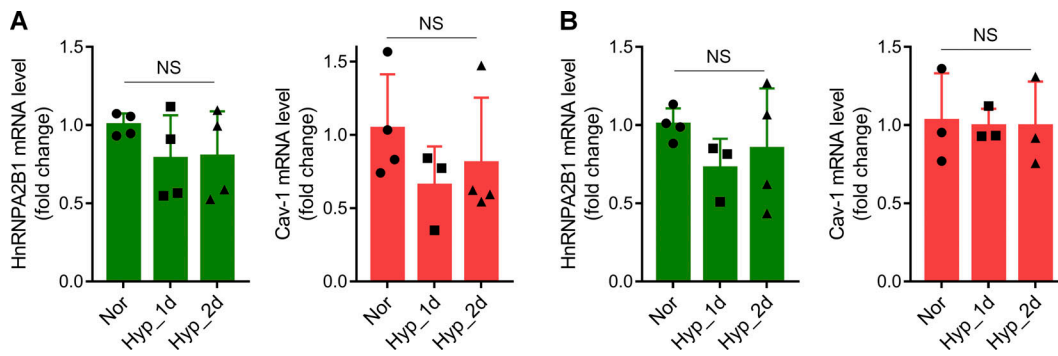 A
HnRNPA2B1 mRNA level
(fold change)
1.5
1.0
0.5
0.0
NS
Nor
Hyp_1d
Hyp_2d
Cav-1 mRNA level
(fold change)
1.5
1.0
0.5
0.0
NS
Nor
Hyp_1d
Hyp_2d
B
HnRNPA2B1 mRNA level
(fold change)
1.5
1.0
0.5
0.0
NS
Nor
Hyp_1d
Hyp_2d
Cav-1 mRNA level
(fold change)
1.5
1.0
0.5
0.0
NS
Nor
Hyp_1d
Hyp_2d